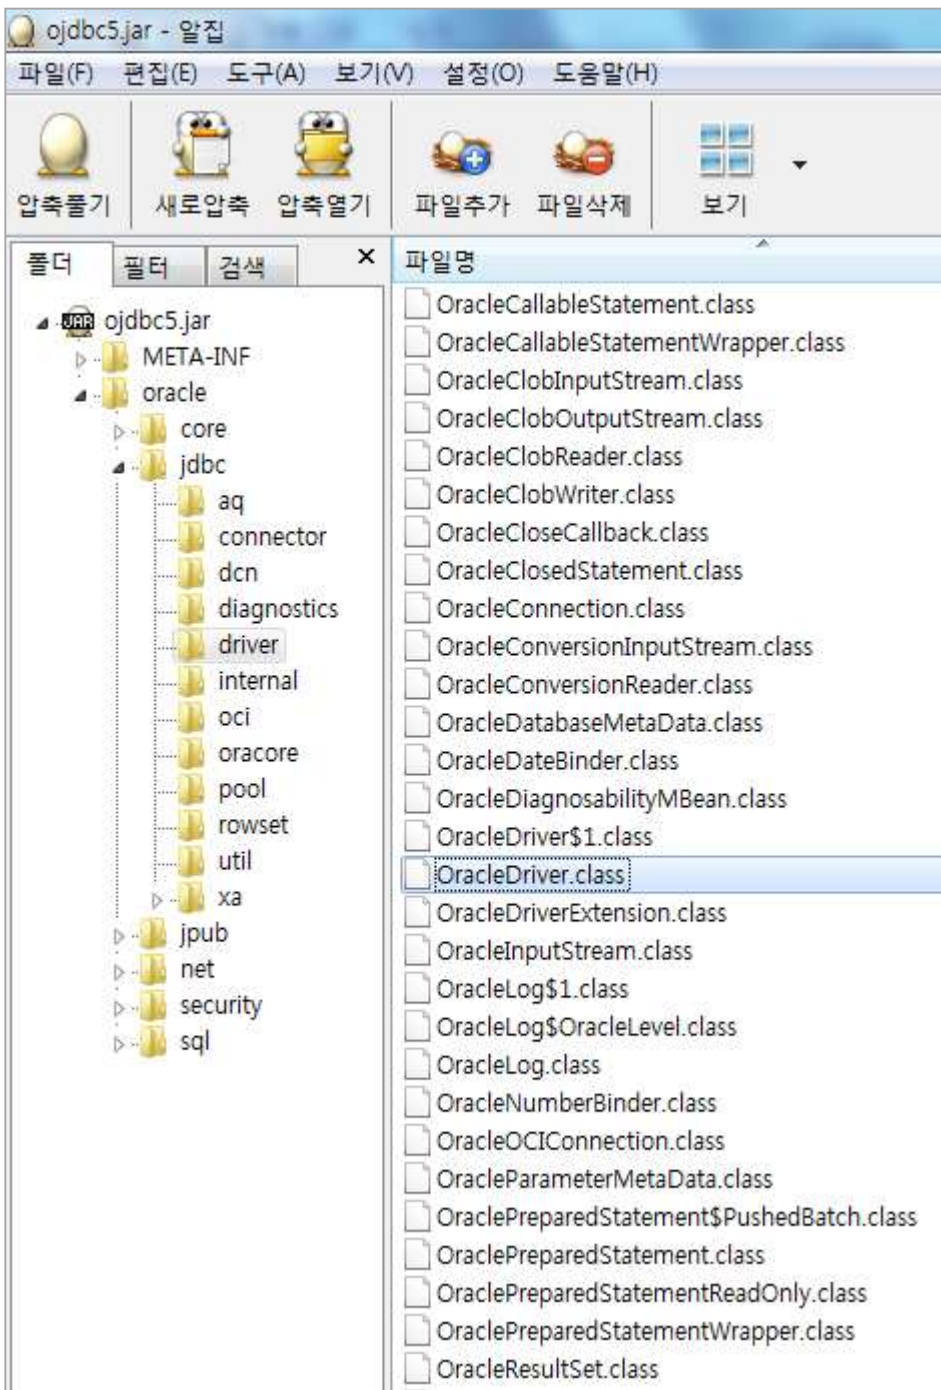 ojdbc5.jar - 알집
파일(F) 편집(E) 도구(A) 보기(V) 설정(O) 도움말(H)
압축풀기 새로압축 압축열기 파일추가 파일삭제 보기
폴더 필터 검색 ×
JAR ojdbc5.jar
META-INF
oracle
core
jdbc
aq
connector
dcn
diagnostics
driver
internal
oci
oracore
pool
rowset
util
xa
jpub
net
security
sql
파일명
OracleCallableStatement.class
OracleCallableStatementWrapper.class
OracleClobInputStream.class
OracleClobOutputStream.class
OracleClobReader.class
OracleClobWriter.class
OracleCloseCallback.class
OracleClosedStatement.class
OracleConnection.class
OracleConversionInputStream.class
OracleConversionReader.class
OracleDatabaseMetaData.class
OracleDateBinder.class
OracleDiagnosabilityMBean.class
OracleDriver$1.class
OracleDriver.class
OracleDriverExtension.class
OracleInputStream.class
OracleLog$1.class
OracleLog$OracleLevel.class
OracleLog.class
OracleNumberBinder.class
OracleOCIConnection.class
OracleParameterMetaData.class
OraclePreparedStatement$PushedBatch.class
OraclePreparedStatement.class
OraclePreparedStatementReadOnly.class
OraclePreparedStatementWrapper.class
OracleResultSet.class